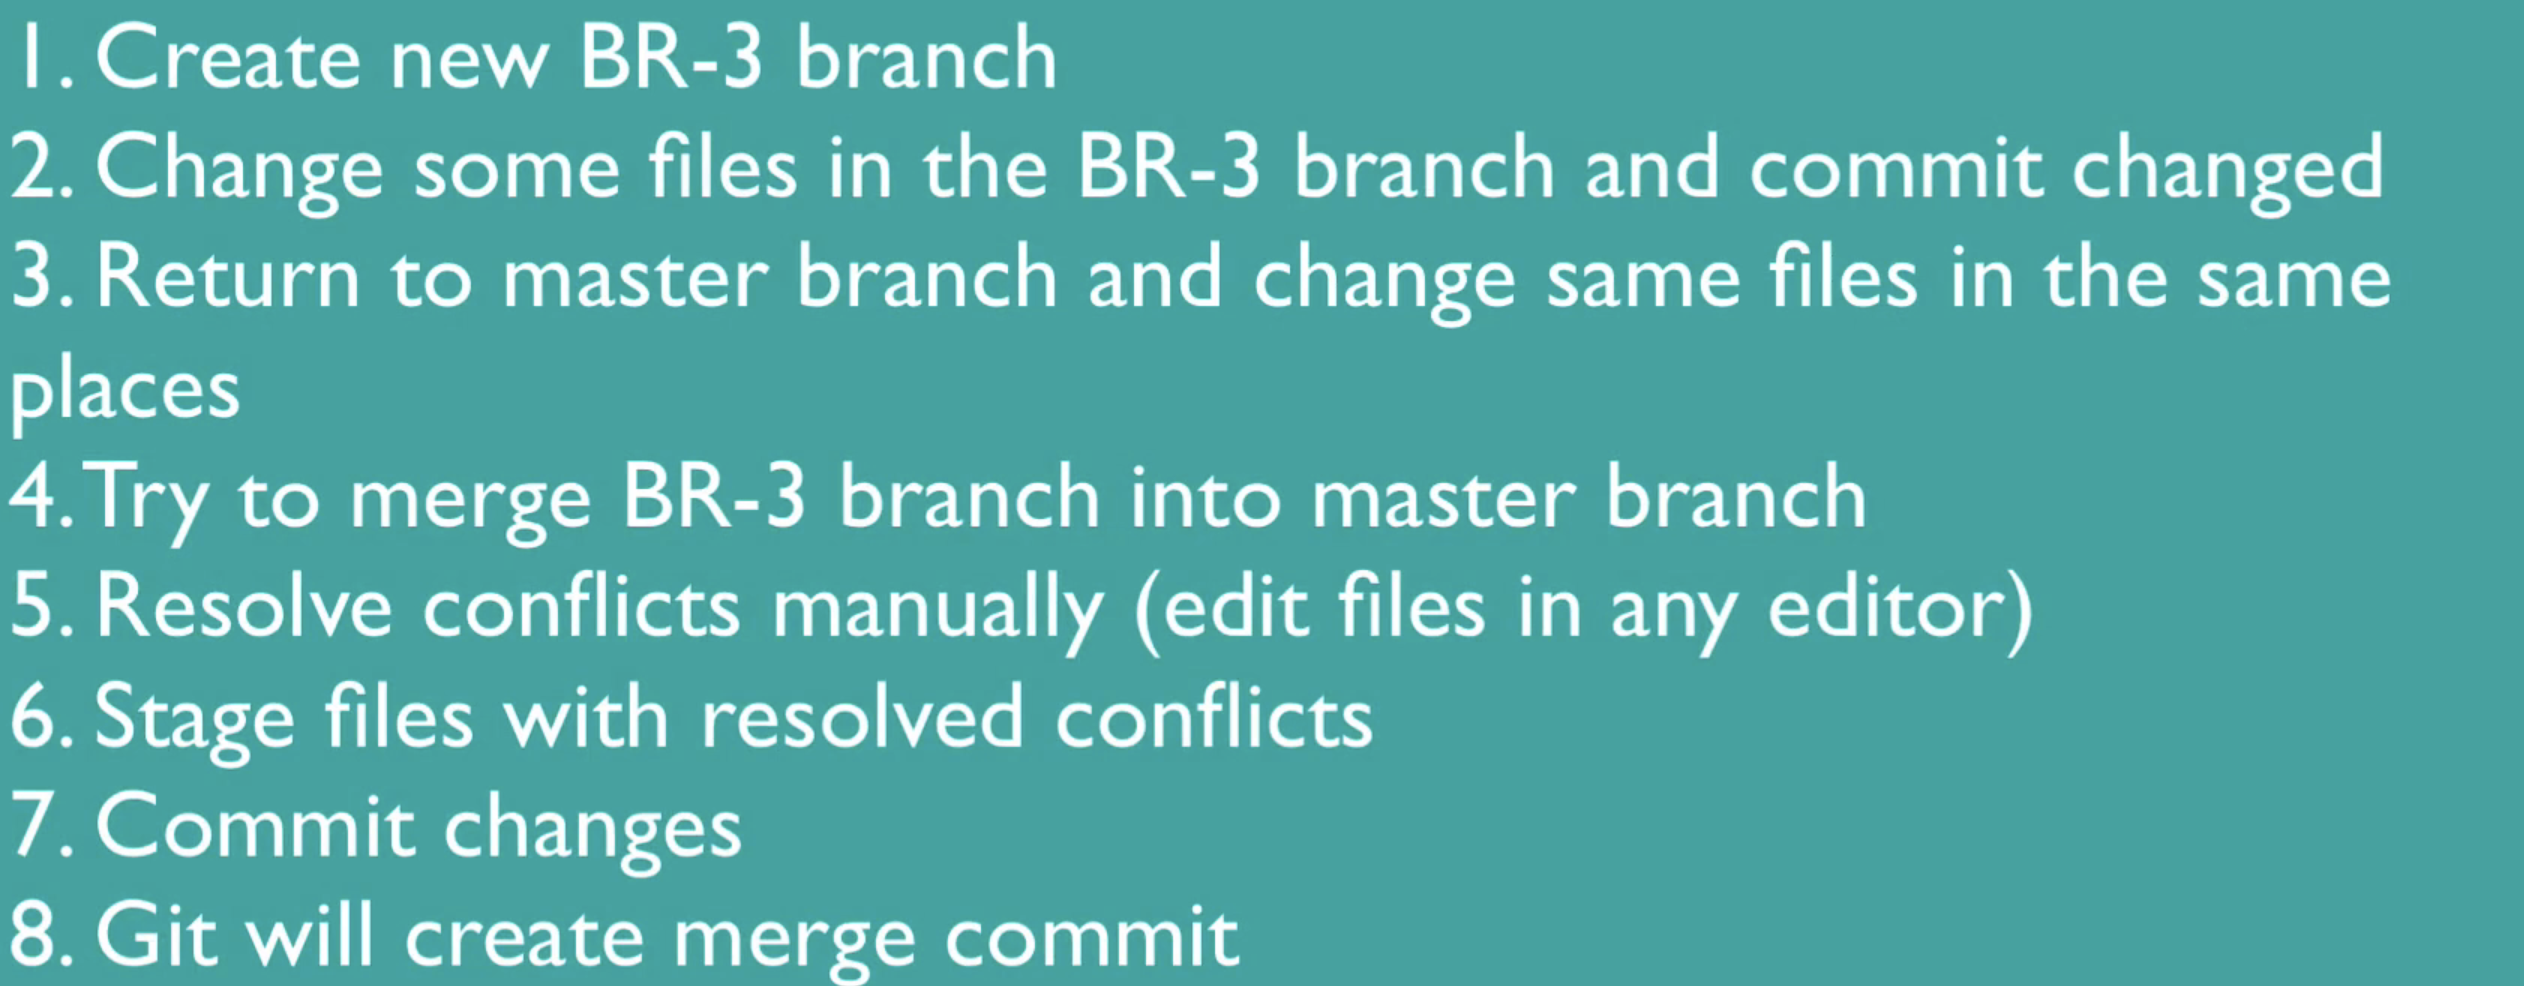 1. Create new BR-3 branch
2. Change some files in the BR-3 branch and commit changed
3. Return to master branch and change same files in the same
places
4. Try to merge BR-3 branch into master branch
5. Resolve conflicts manually (edit files in any editor)
6. Stage files with resolved conflicts
7. Commit changes
8. Git will create merge commit